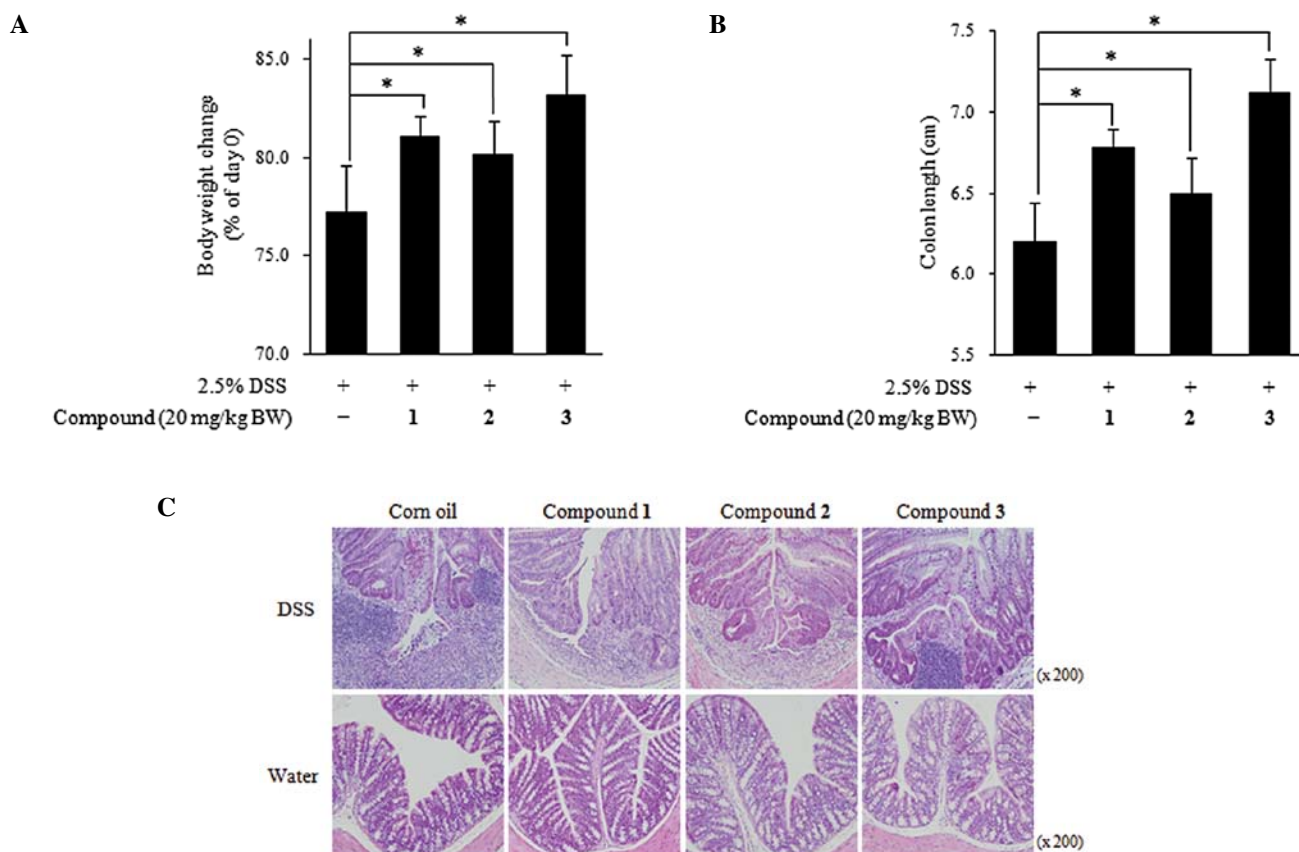 A
Body weight change
(% of day 0)
85.0
80.0
75.0
70.0
*
*
*
2.5% DSS + + + +
Compound (20 mg/kg BW) – 1 2 3
B
Colon length (cm)
7.5
7.0
6.5
6.0
5.5
*
*
*
2.5% DSS + + + +
Compound (20 mg/kg BW) – 1 2 3
C
Corn oil Compound 1 Compound 2 Compound 3
DSS
(x 200)
Water
(x 200)